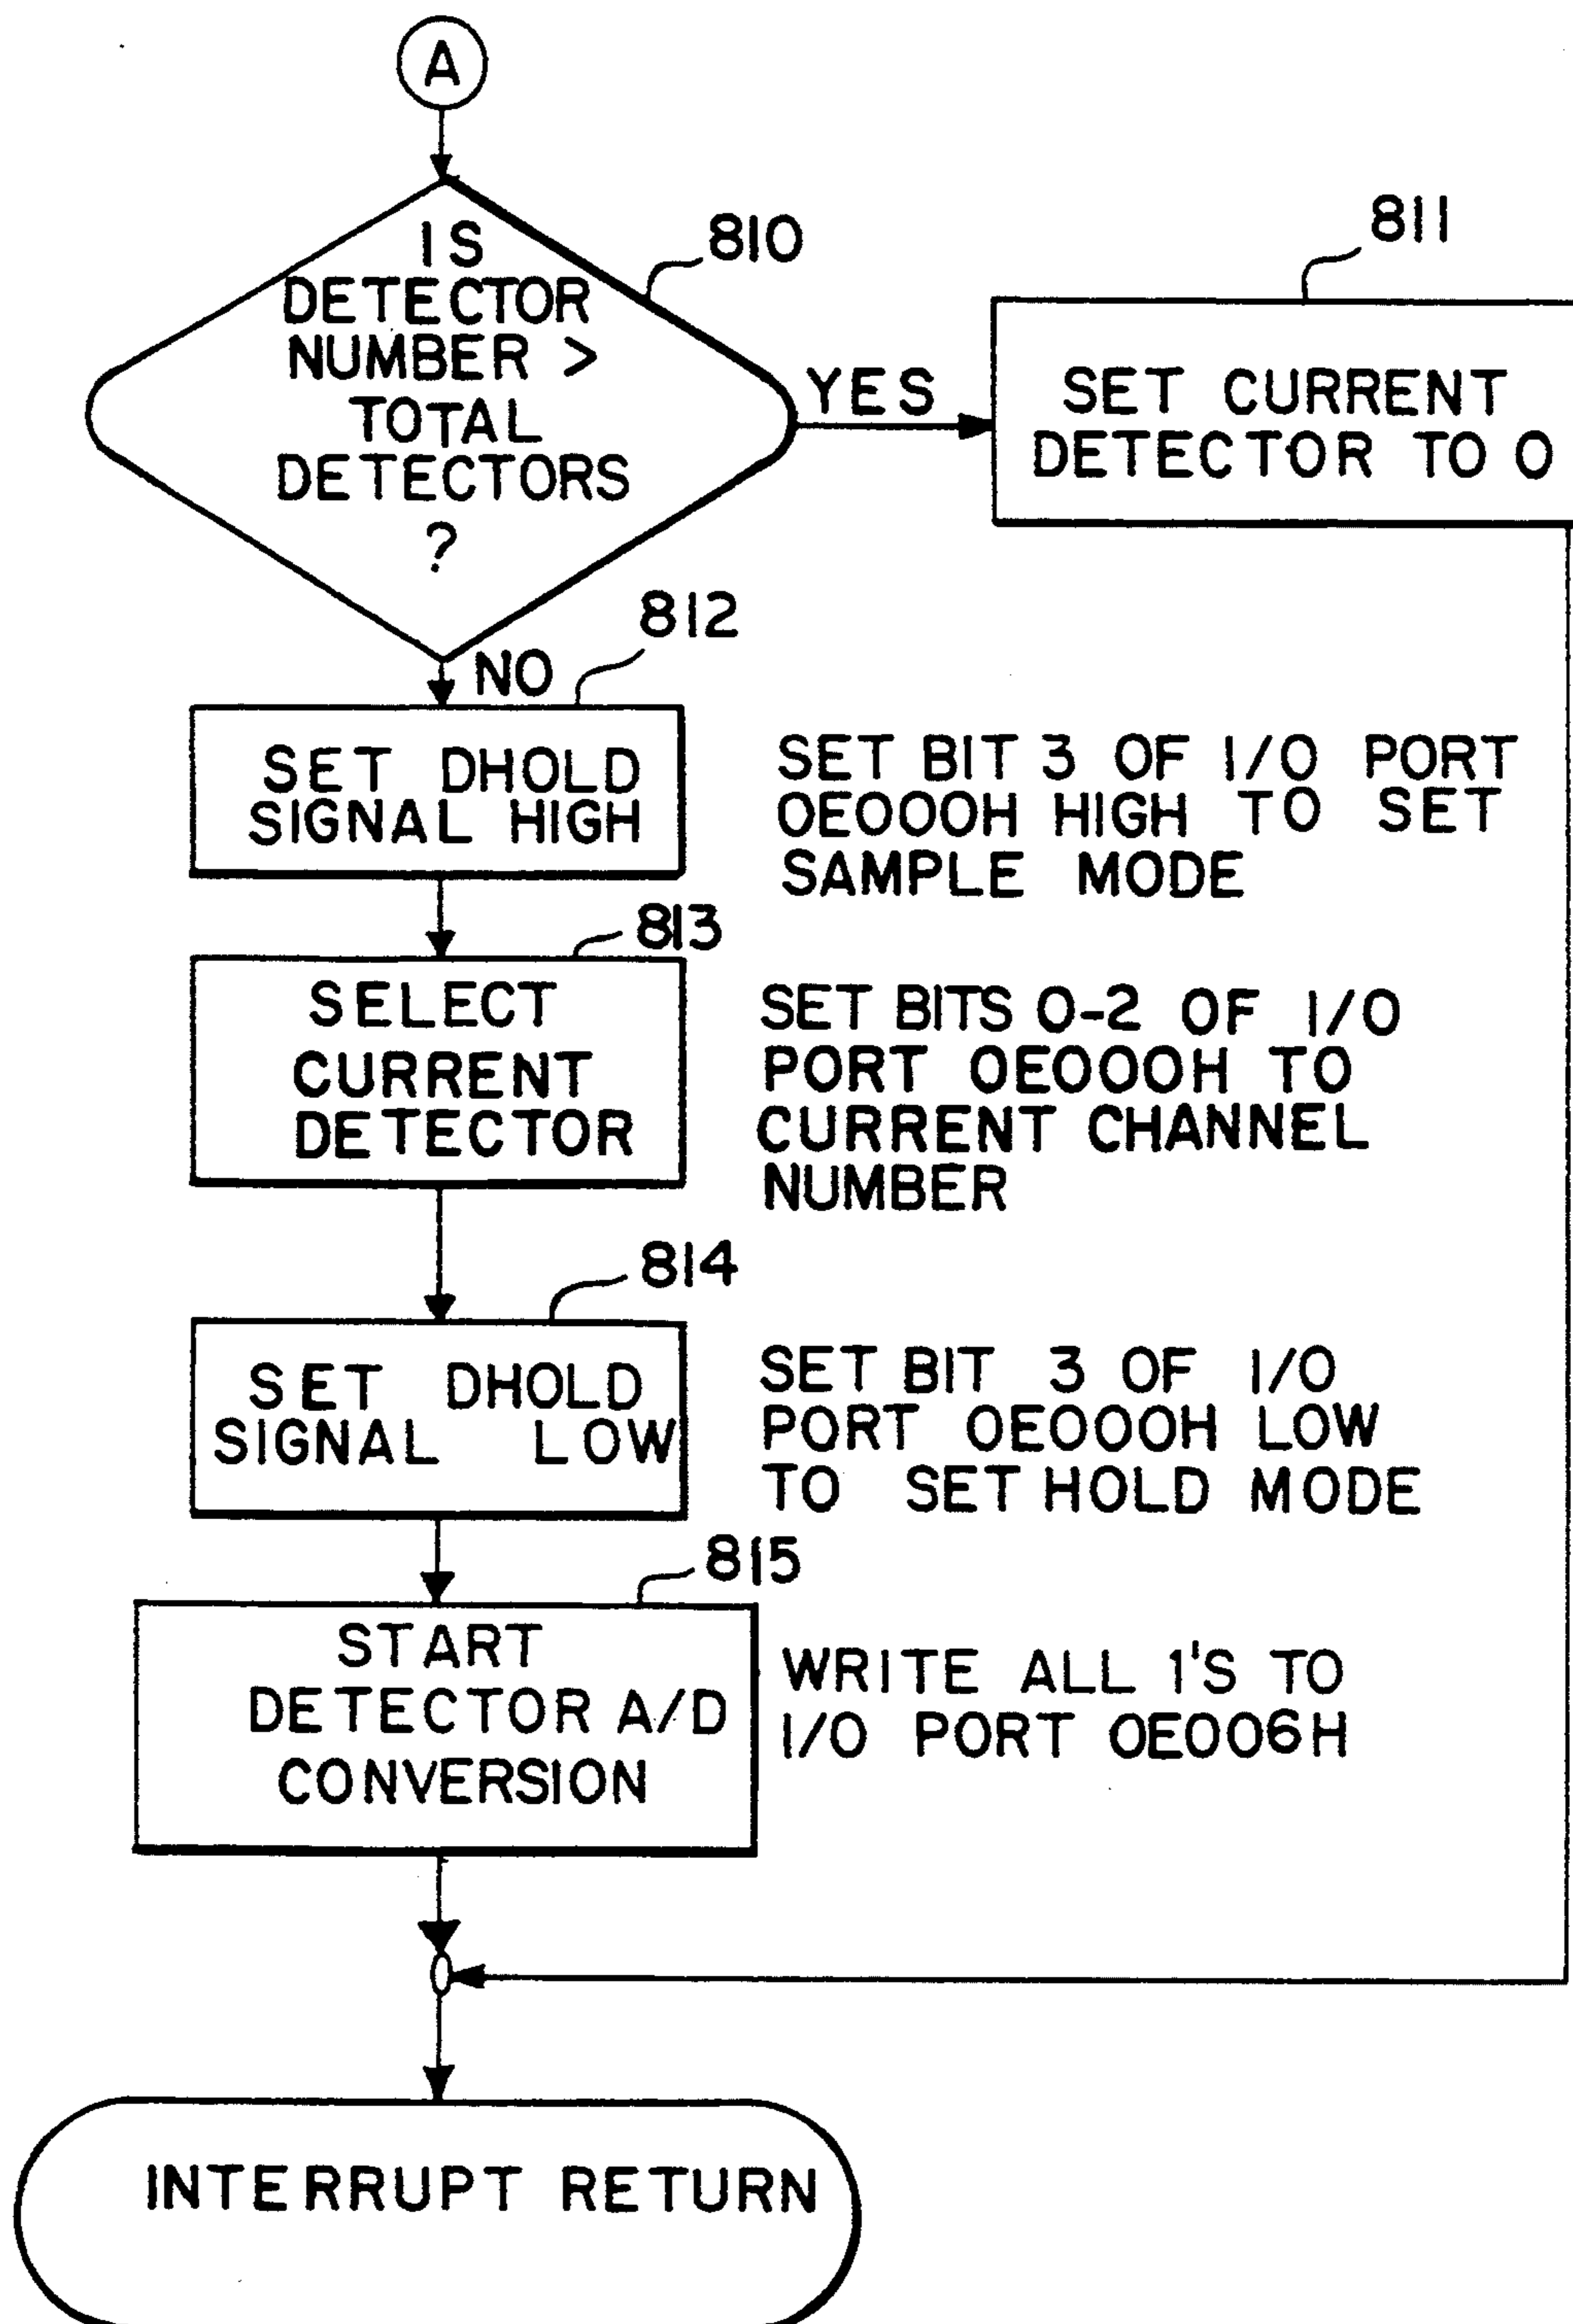 A
IS
DETECTOR
NUMBER >
TOTAL
DETECTORS
?
810
YES
811
SET CURRENT
DETECTOR TO 0
NO
812
SET DHOLD
SIGNAL HIGH
SET BIT 3 OF I/O PORT
0E000H HIGH TO SET
SAMPLE MODE
813
SELECT
CURRENT
DETECTOR
SET BITS 0-2 OF I/O
PORT 0E000H TO
CURRENT CHANNEL
NUMBER
814
SET DHOLD
SIGNAL LOW
SET BIT 3 OF I/O
PORT 0E000H LOW
TO SET HOLD MODE
815
START
DETECTOR A/D
CONVERSION
WRITE ALL 1'S TO
I/O PORT 0E006H
INTERRUPT RETURN